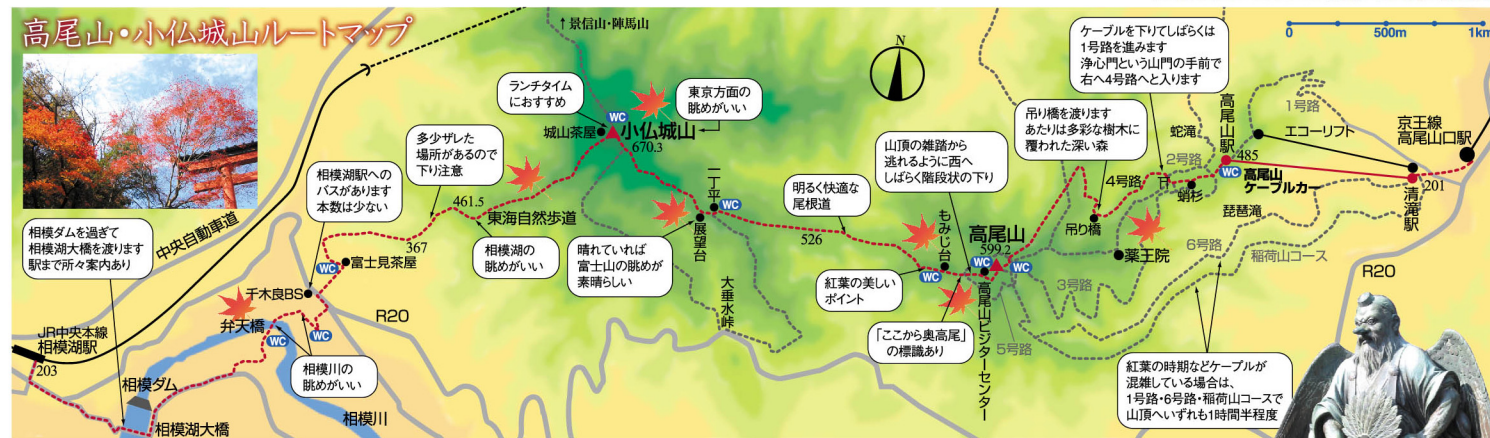 高尾山・小仏城山ルートマップ
↑景信山・陣馬山
N
0
500m
1km
ケーブルを下りてしばらくは
1号路を進みます
浄心門という山門の手前で
右へ4号路へと入ります
ランチタイム
におすすめ
東京方面の
眺めがいい
WC
城山茶屋
小仏城山
670.3
吊り橋を渡ります
あたりは多彩な樹木に
覆われた深い森
高尾山駅
1号路
エコーリフト
京王線
高尾山口駅
蛇滝
2号路
485
WC
高尾山
ケーブルカー
201
清滝駅
多少ザレた
場所があるので
下り注意
山頂の雑踏から
逃れるように西へ
しばらく階段状の下り
4号路
蛸杉
相模湖駅への
バスがあります
本数は少ない
461.5
東海自然歩道
一丁平
WC
明るく快適な
尾根道
吊り橋
琵琶滝
相模ダムを過ぎて
相模湖大橋を渡ります
駅まで所々案内あり
中央自動車道
367
相模湖の
眺めがいい
晴れていれば
富士山の眺めが
素晴らしい
展望台
526
もみじ台
WC
高尾山
599.2
WC
WC
薬王院
6号路
稲荷山コース
R20
WC
富士見茶屋
千木良BS
紅葉の美しい
ポイント
大垂水峠
3号路
弁天橋
WC
WC
R20
「ここから奥高尾」
の標識あり
高尾山ビジターセンター
5号路
JR中央本線
相模湖駅
203
相模川の
眺めがいい
紅葉の時期などケーブルが
混雑している場合は、
1号路・6号路・稲荷山コースで
山頂へいずれも1時間半程度
相模ダム
相模川
相模湖大橋